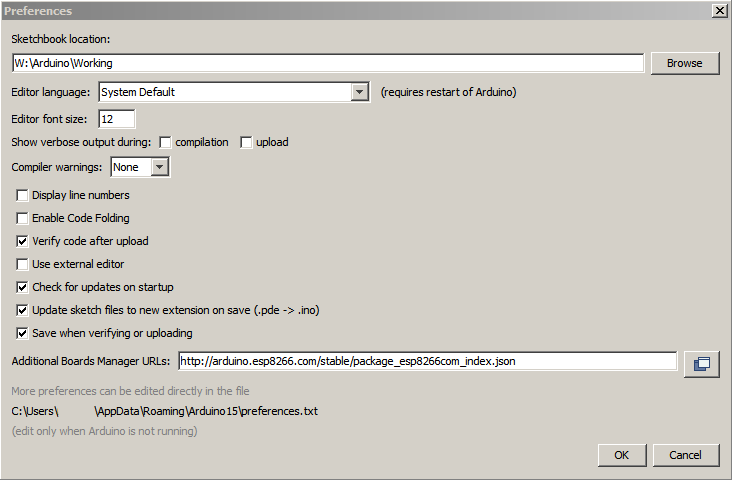 Preferences
Sketchbook location:
W:\Arduino\Working Browse
Editor language: System Default (requires restart of Arduino)
Editor font size: 12
Show verbose output during: compilation upload
Compiler warnings: None
Display line numbers
Enable Code Folding
Verify code after upload
Use external editor
Check for updates on startup
Update sketch files to new extension on save (.pde -> .ino)
Save when verifying or uploading
Additional Boards Manager URLs: http://arduino.esp8266.com/stable/package_esp8266com_index.json
More preferences can be edited directly in the file
C:\Users\ \AppData\Roaming\Arduino15\preferences.txt
(edit only when Arduino is not running)
OK Cancel